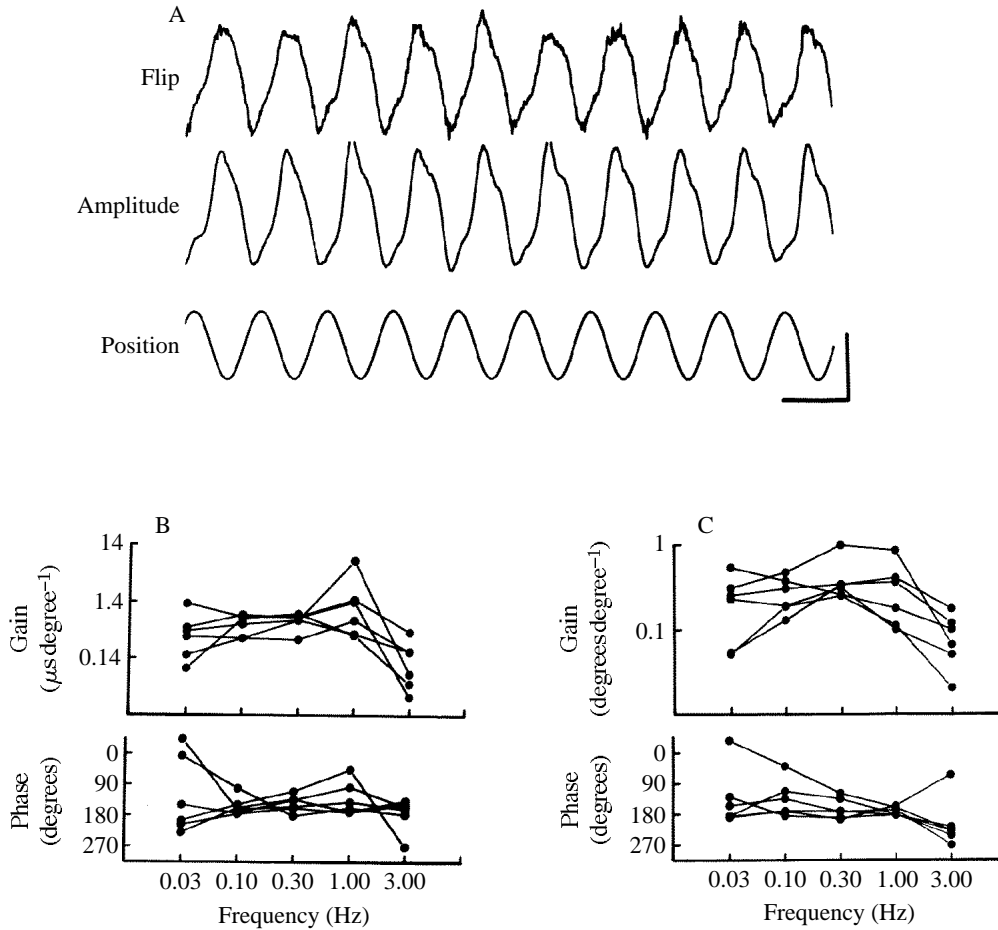 A
Flip
Amplitude
Position
B
14
1.4
0.14
Gain
(μs degree⁻¹)
0
90
180
270
Phase
(degrees)
0.03 0.10 0.30 1.00 3.00
Frequency (Hz)
C
1
0.1
Gain
(degrees degree⁻¹)
0
90
180
270
Phase
(degrees)
0.03 0.10 0.30 1.00 3.00
Frequency (Hz)